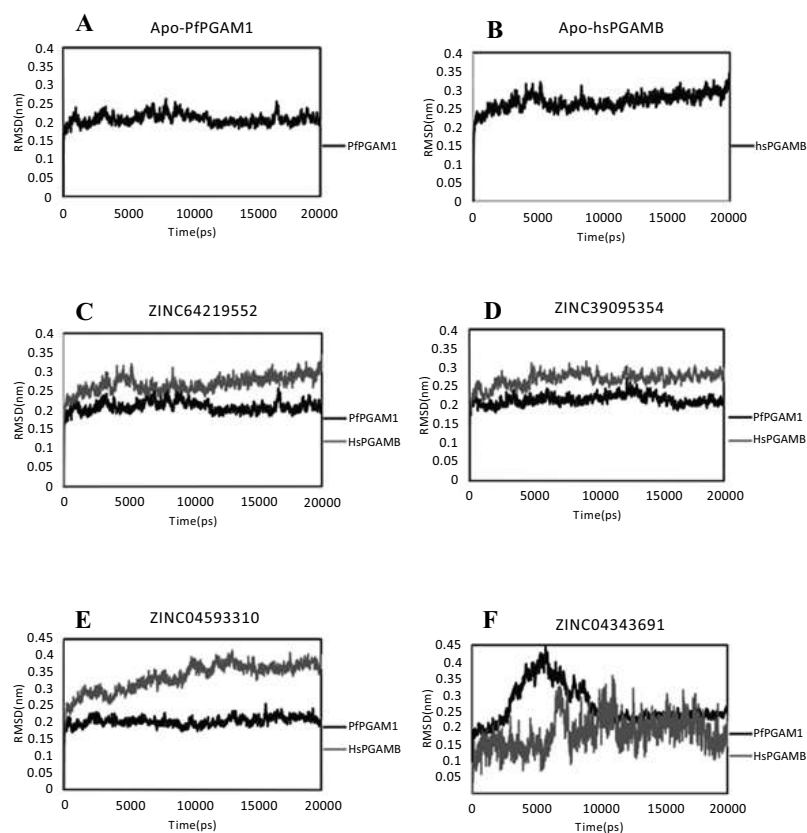 A
Apo-PfPGAM1
0.4
0.35
0.3
0.25
0.2
0.15
0.1
0.05
0
RMSD(nm)
0 5000 10000 15000 20000
Time(ps)
PfPGAM1
B
Apo-hsPGAMB
0.4
0.35
0.3
0.25
0.2
0.15
0.1
0.05
0
RMSD(nm)
0 5000 10000 15000 20000
Time(ps)
hsPGAMB
C
ZINC64219552
0.4
0.35
0.3
0.25
0.2
0.15
0.1
0.05
0
RMSD(nm)
0 5000 10000 15000 20000
Time(ps)
PfPGAM1
HsPGAMB
D
ZINC39095354
0.4
0.35
0.3
0.25
0.2
0.15
0.1
0.05
0
RMSD(nm)
0 5000 10000 15000 20000
Time(ps)
PfPGAM1
HsPGAMB
E
ZINC04593310
0.45
0.4
0.35
0.3
0.25
0.2
0.15
0.1
0.05
0
RMSD(nm)
0 5000 10000 15000 20000
Time(ps)
PfPGAM1
HsPGAMB
F
ZINC04343691
0.45
0.4
0.35
0.3
0.25
0.2
0.15
0.1
0.05
RMSD(nm)
0 5000 10000 15000 20000
Time(ps)
PfPGAM1
HsPGAMB